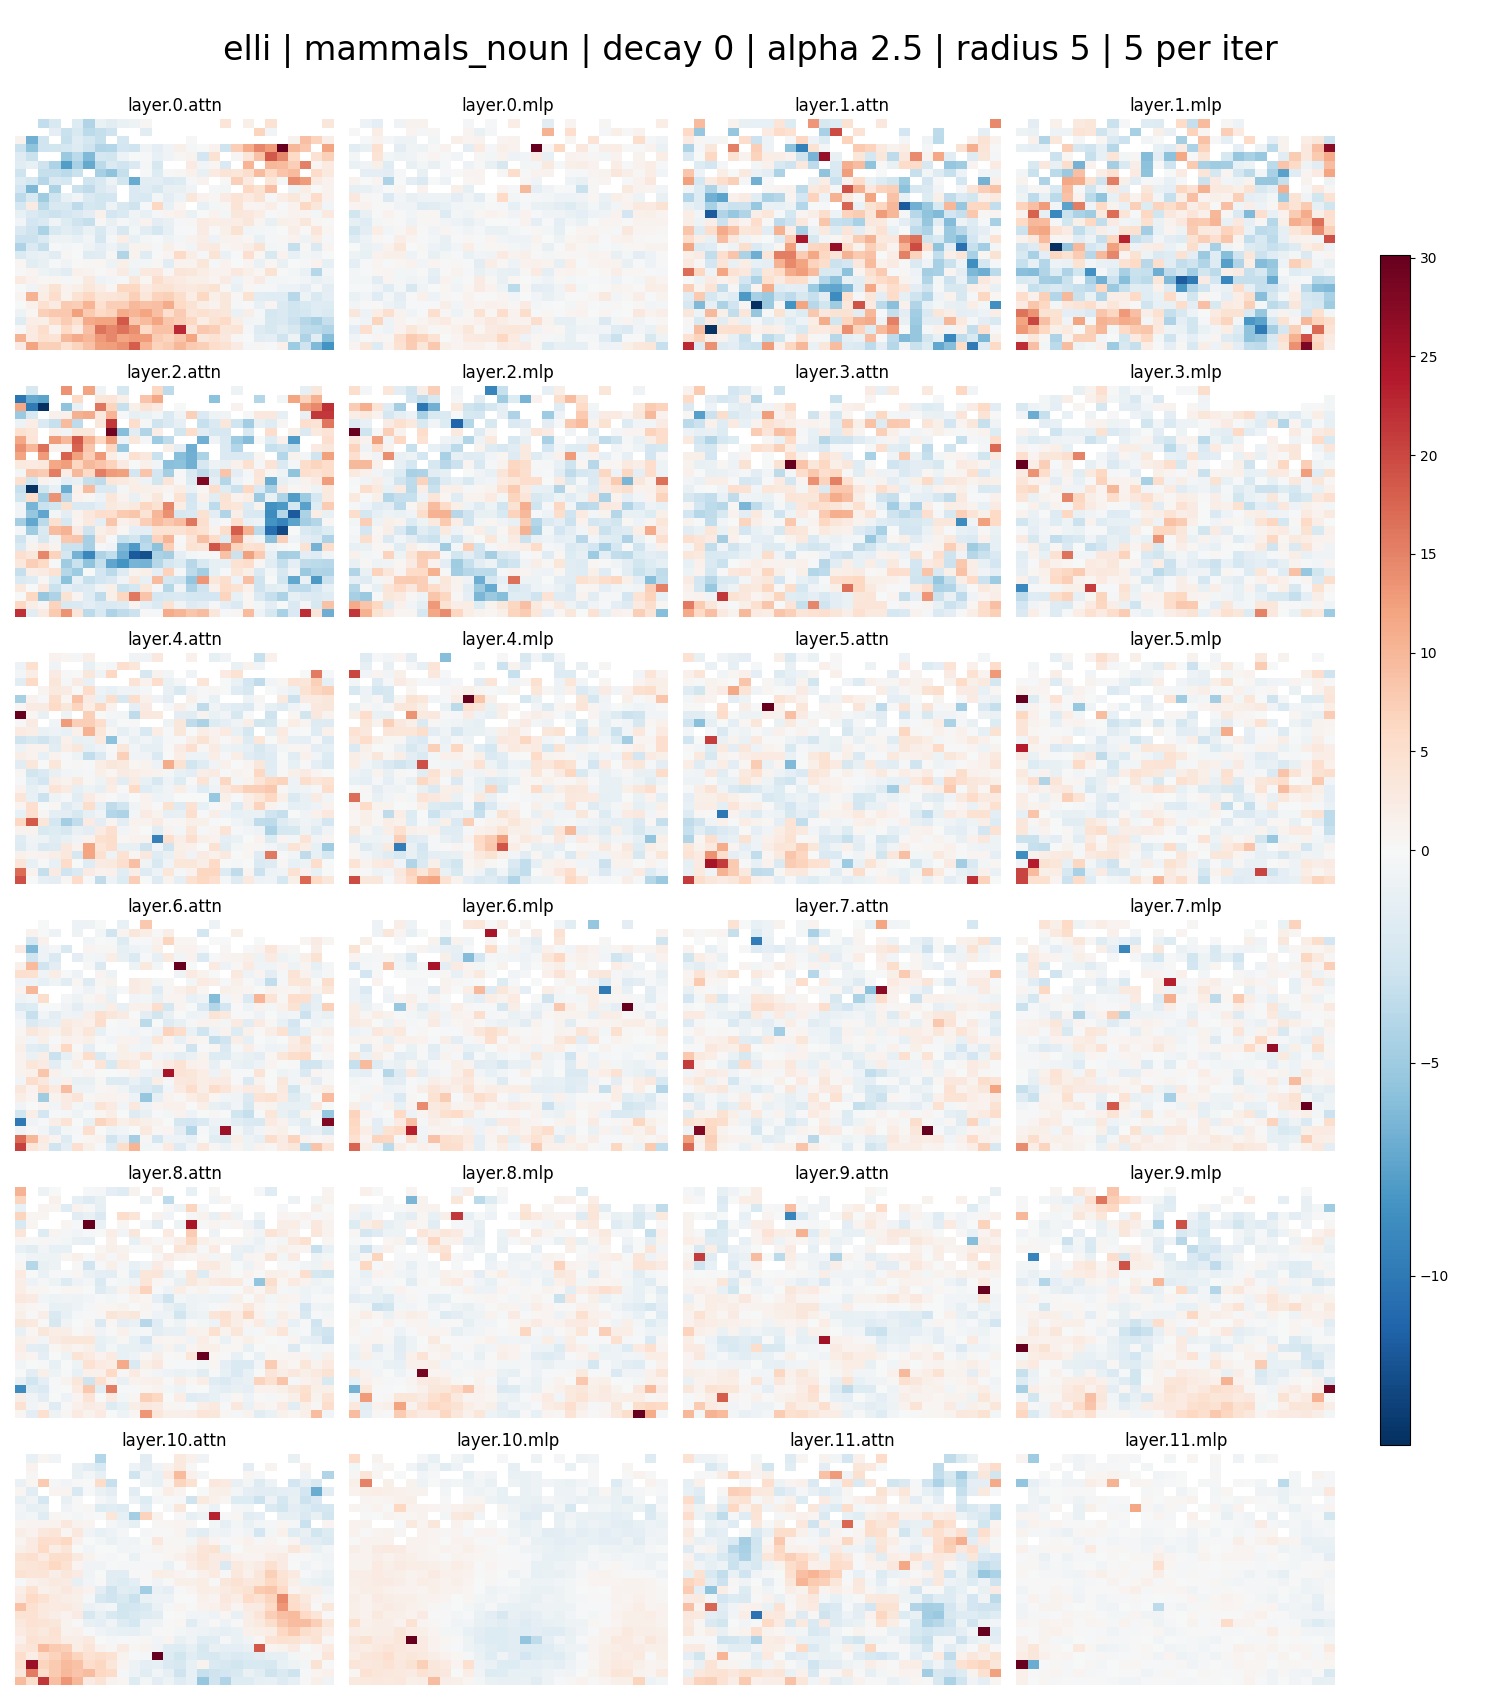 elli | mammals_noun | decay 0 | alpha 2.5 | radius 5 | 5 per iter
layer.0.attn layer.0.mlp layer.1.attn layer.1.mlp
layer.2.attn layer.2.mlp layer.3.attn layer.3.mlp
layer.4.attn layer.4.mlp layer.5.attn layer.5.mlp
layer.6.attn layer.6.mlp layer.7.attn layer.7.mlp
layer.8.attn layer.8.mlp layer.9.attn layer.9.mlp
layer.10.attn layer.10.mlp layer.11.attn layer.11.mlp
30
25
20
15
10
5
0
−5
−10